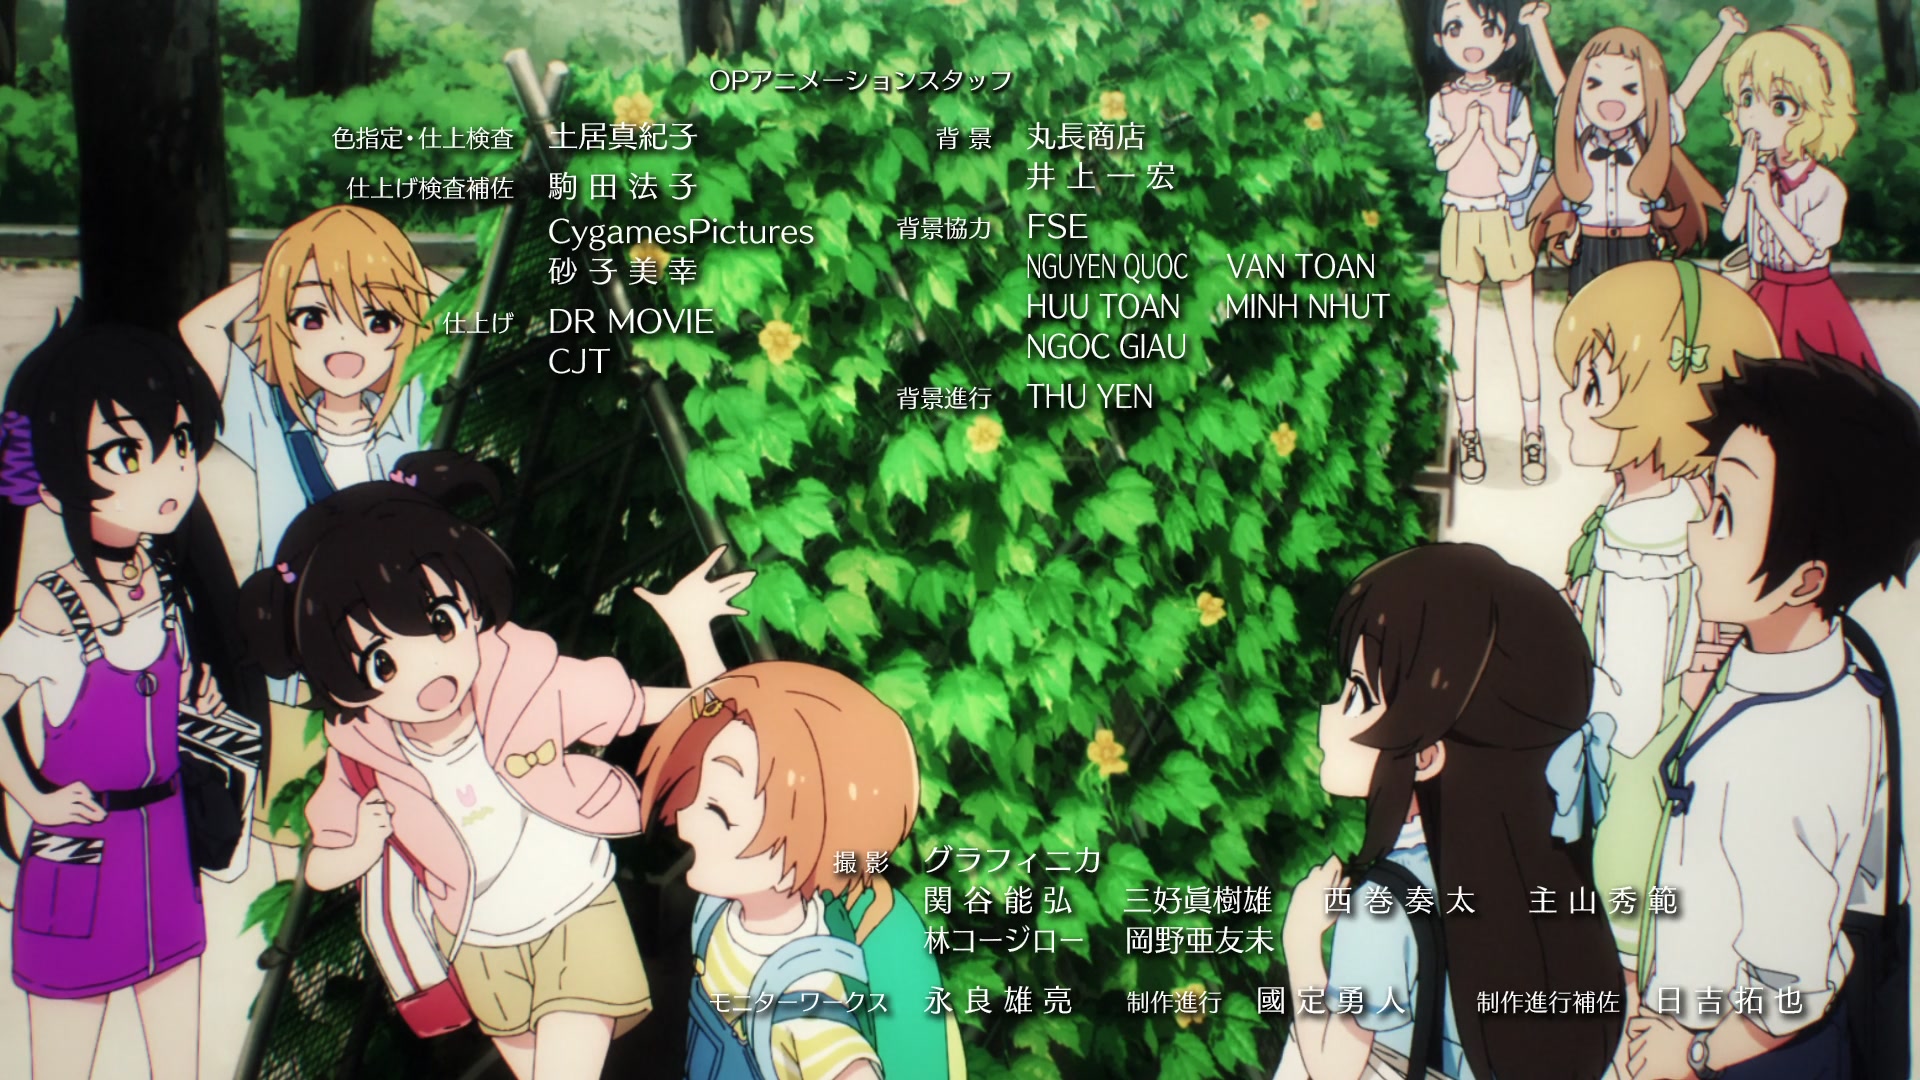 OPアニメーションスタッフ
色指定・仕上検査 土居真紀子
仕上げ検査補佐 駒田法子
CygamesPictures
砂子美幸
仕上げ DR MOVIE
CJT
背景 丸長商店
井上一宏
背景協力 FSE
NGUYEN QUOC VAN TOAN
HUU TOAN MINH NHUT
NGOC GIAU
背景進行 THU YEN
撮影 グラフィニカ
関谷能弘 三好眞樹雄 西巻奏太 主山秀範
林コージロー 岡野亜友未
モニターワークス 永良雄亮 制作進行 國定勇人 制作進行補佐 日吉拓也